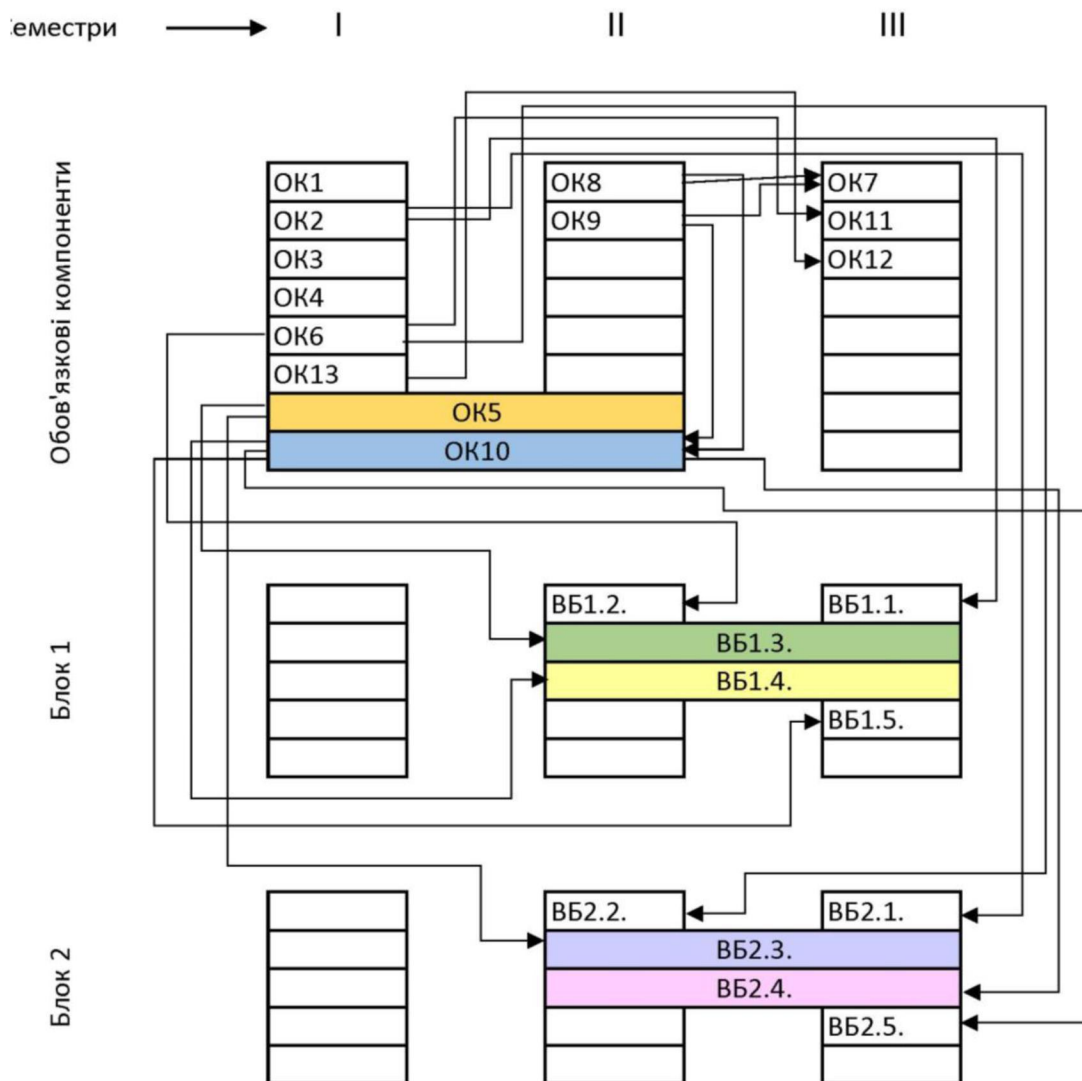 :еместри I II III
Обов'язкові компоненти
ОК1 ОК8 ОК7
ОК2 ОК9 ОК11
ОК3 ОК12
ОК4
ОК6
ОК13
ОК5
ОК10
Блок 1
ВБ1.2. ВБ1.1.
ВБ1.3.
ВБ1.4.
ВБ1.5.
Блок 2
ВБ2.2. ВБ2.1.
ВБ2.3.
ВБ2.4.
ВБ2.5.